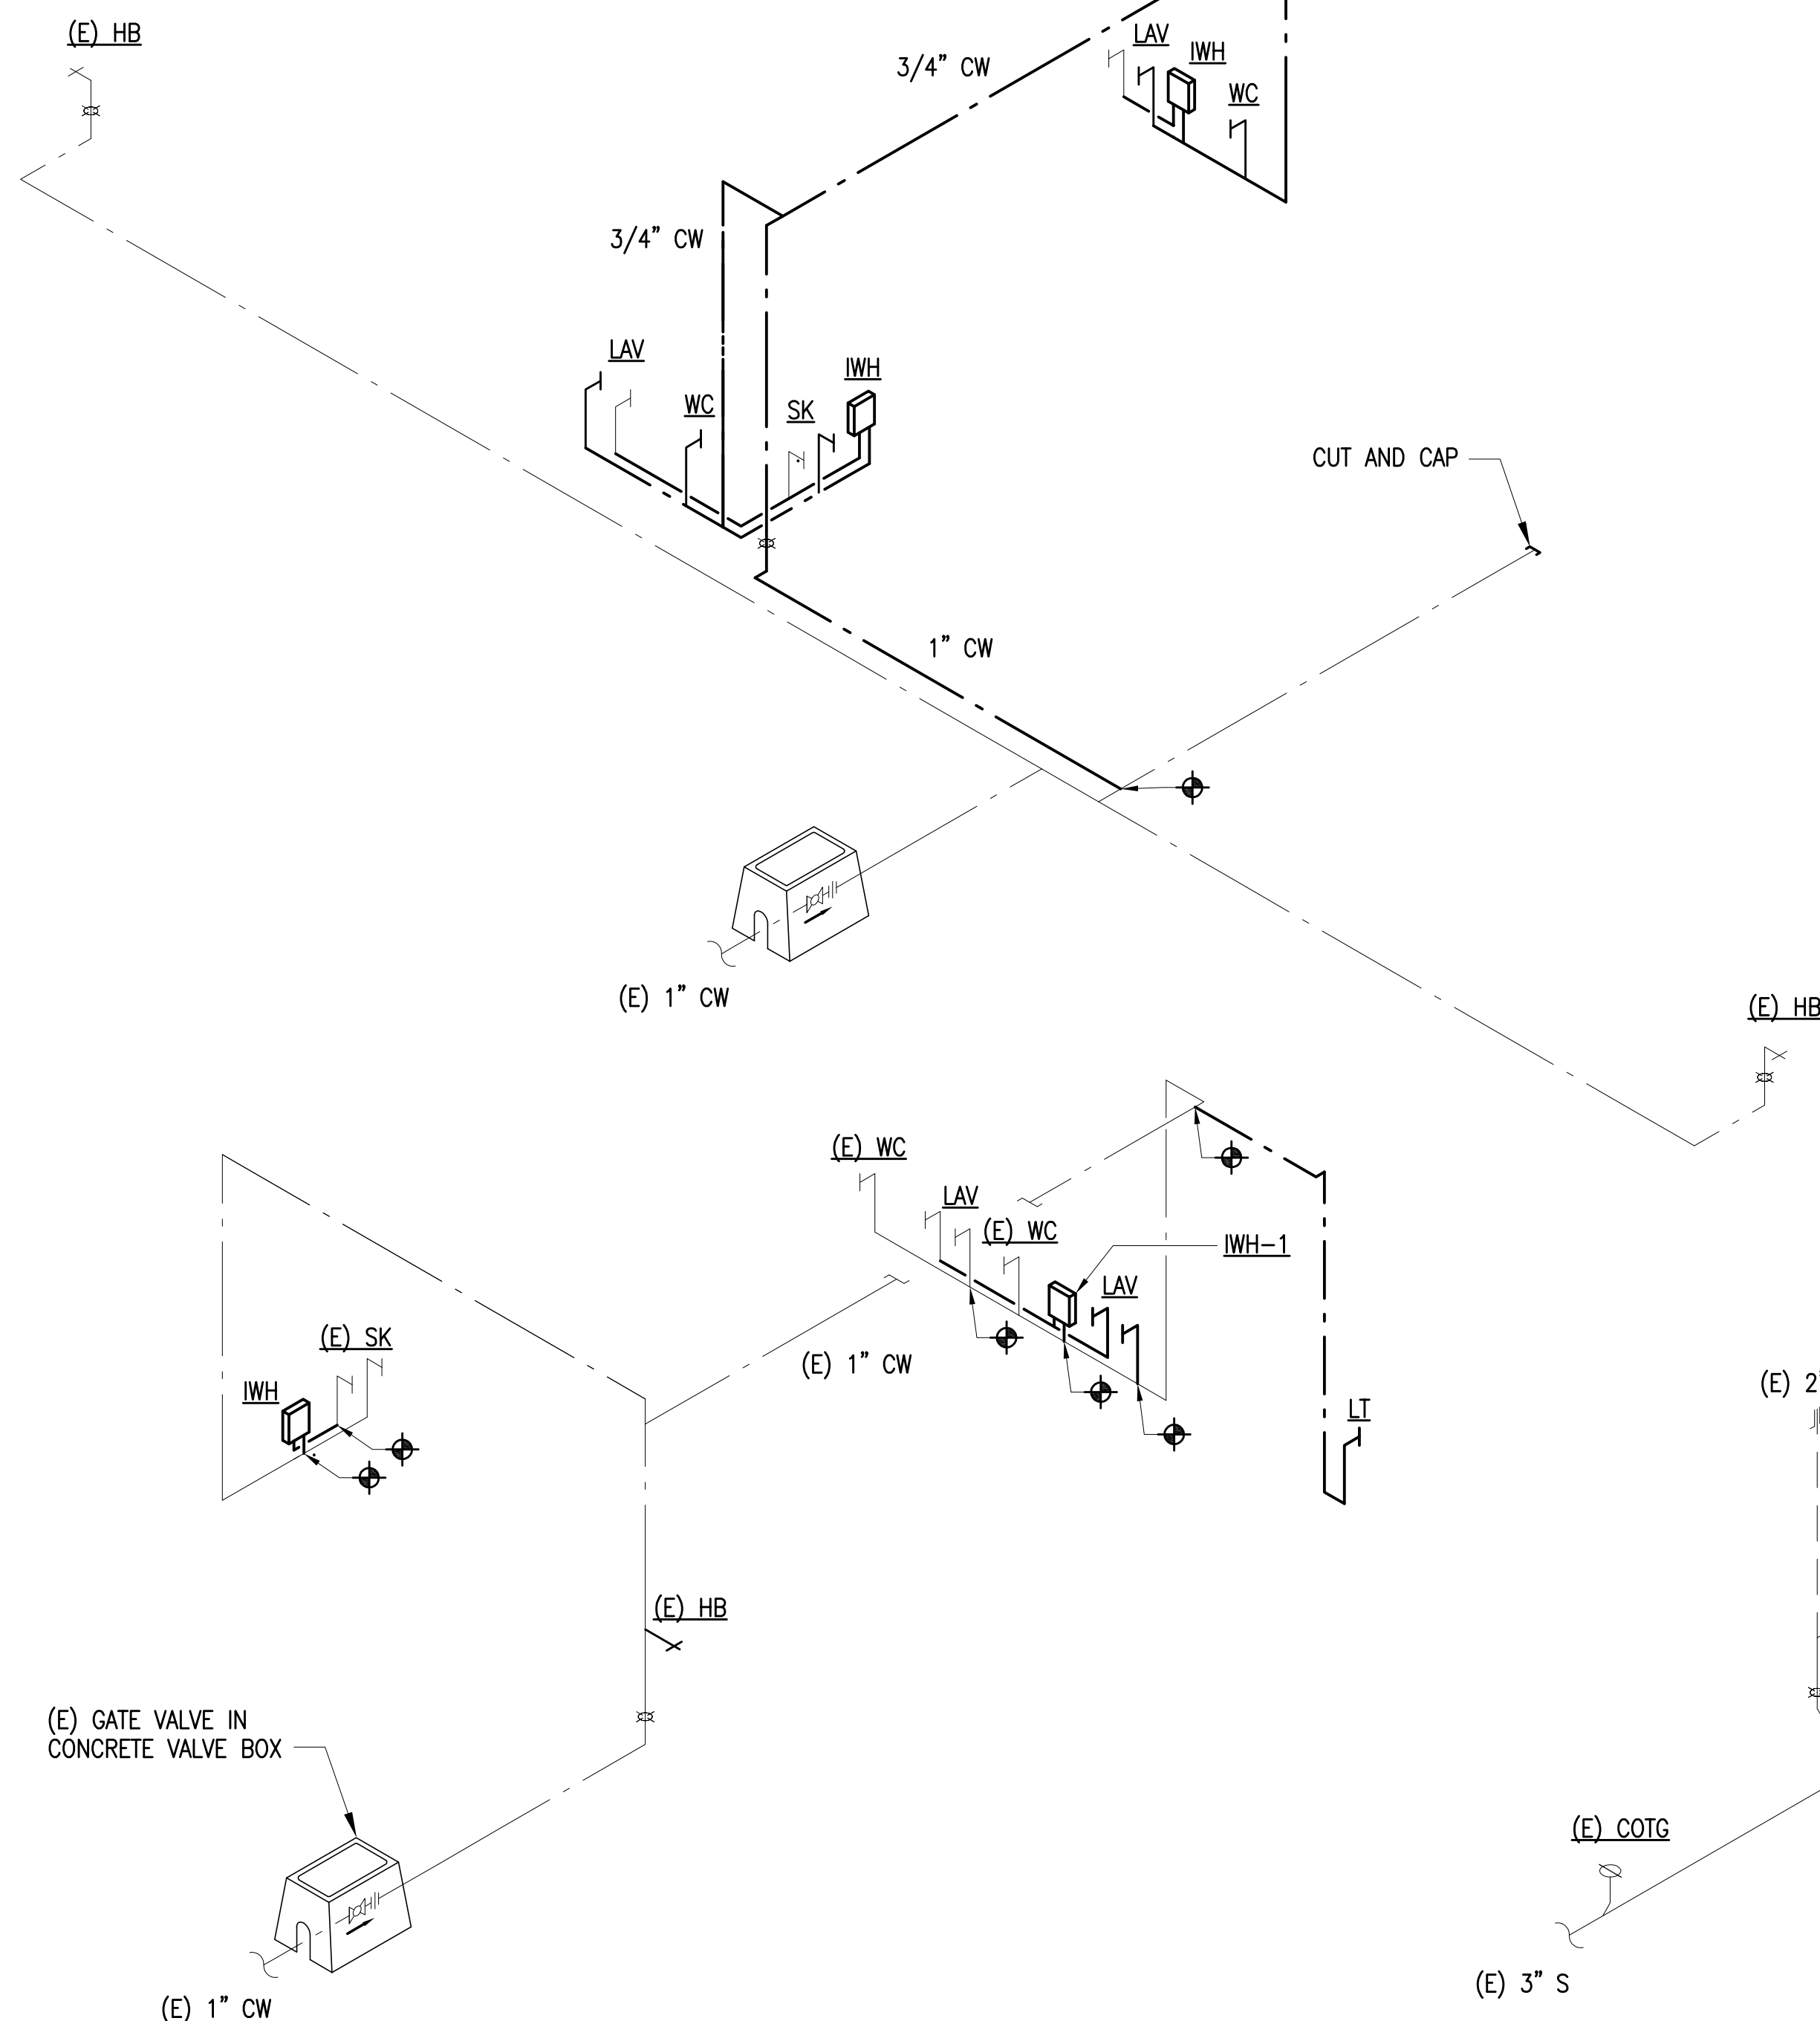 (E) HB
LAV
IWH
3/4" CW
WC
3/4" CW
LAV
IWH
WC
SK
CUT AND CAP
1" CW
(E) 1" CW
(E) HB
(E) WC
LAV
(E) WC
IWH-1
LAV
(E) SK
(E) 1" CW
IWH
(E) 2"
LT
(E) HB
(E) GATE VALVE IN
CONCRETE VALVE BOX
(E) COTG
(E) 3" S
(E) 1" CW